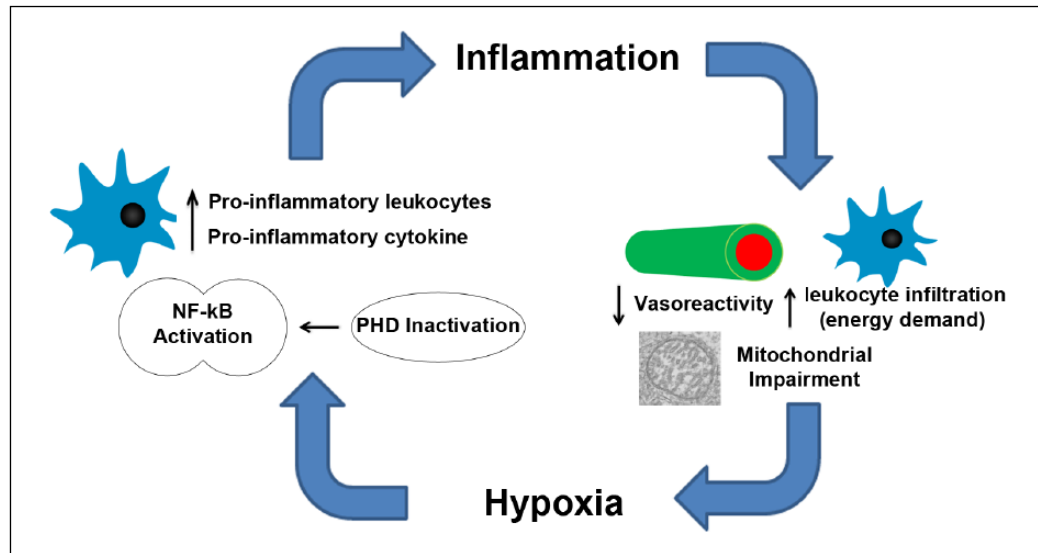 Inflammation
Pro-inflammatory leukocytes
Pro-inflammatory cytokine
NF-kB
Activation
PHD Inactivation
Vasoreactivity
leukocyte infiltration
(energy demand)
Mitochondrial
Impairment
Hypoxia